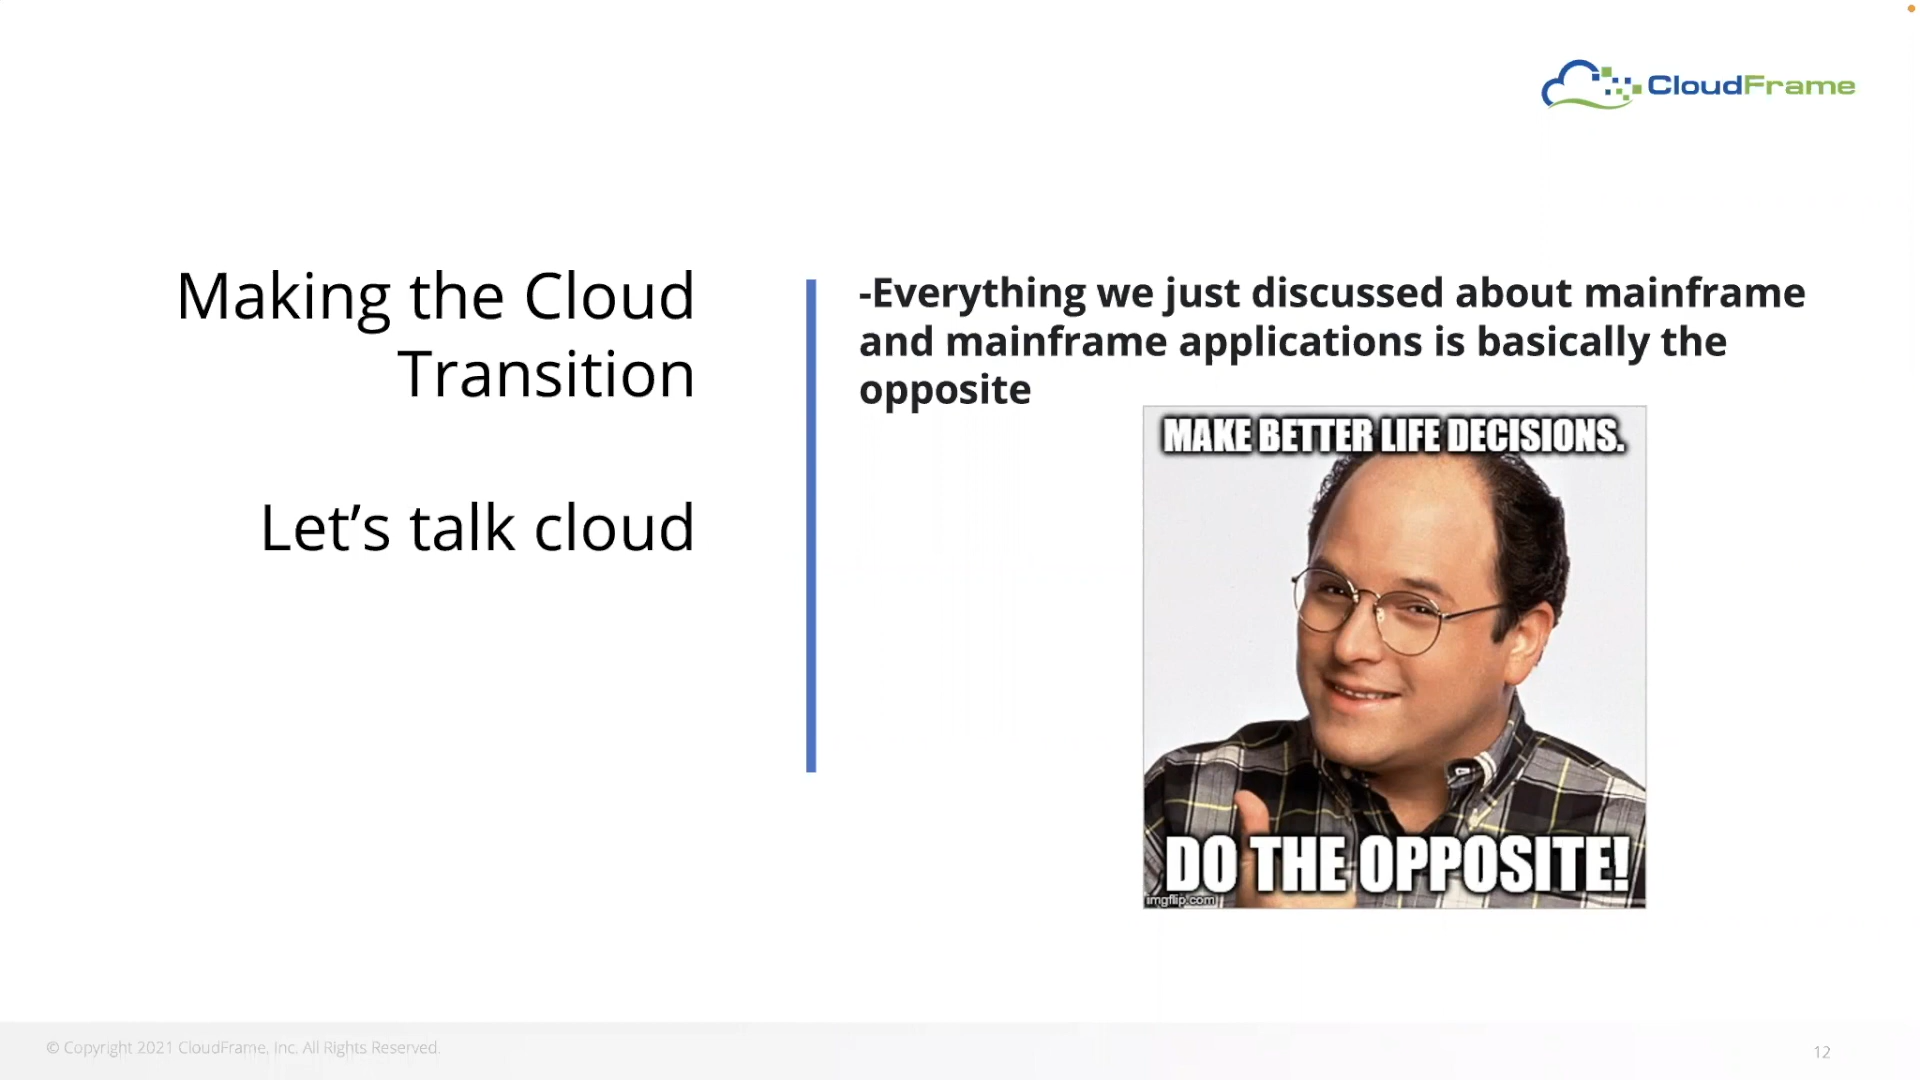 CloudFrame
Making the Cloud
Transition
Let’s talk cloud
-Everything we just discussed about mainframe
and mainframe applications is basically the
opposite
MAKE BETTER LIFE DECISIONS.
DO THE OPPOSITE!
imgflip.com
© Copyright 2021 CloudFrame, Inc. All Rights Reserved.
12